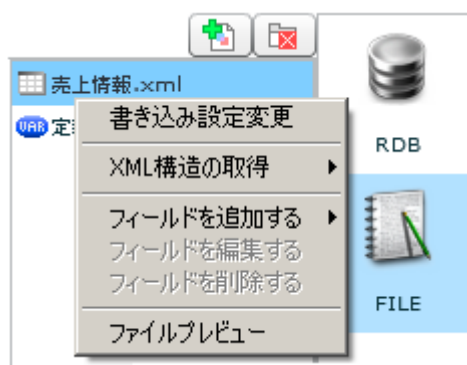 売上情報.xml
VAR 定
書き込み設定変更
XML構造の取得
フィールドを追加する
フィールドを編集する
フィールドを削除する
ファイルプレビュー
RDB
FILE